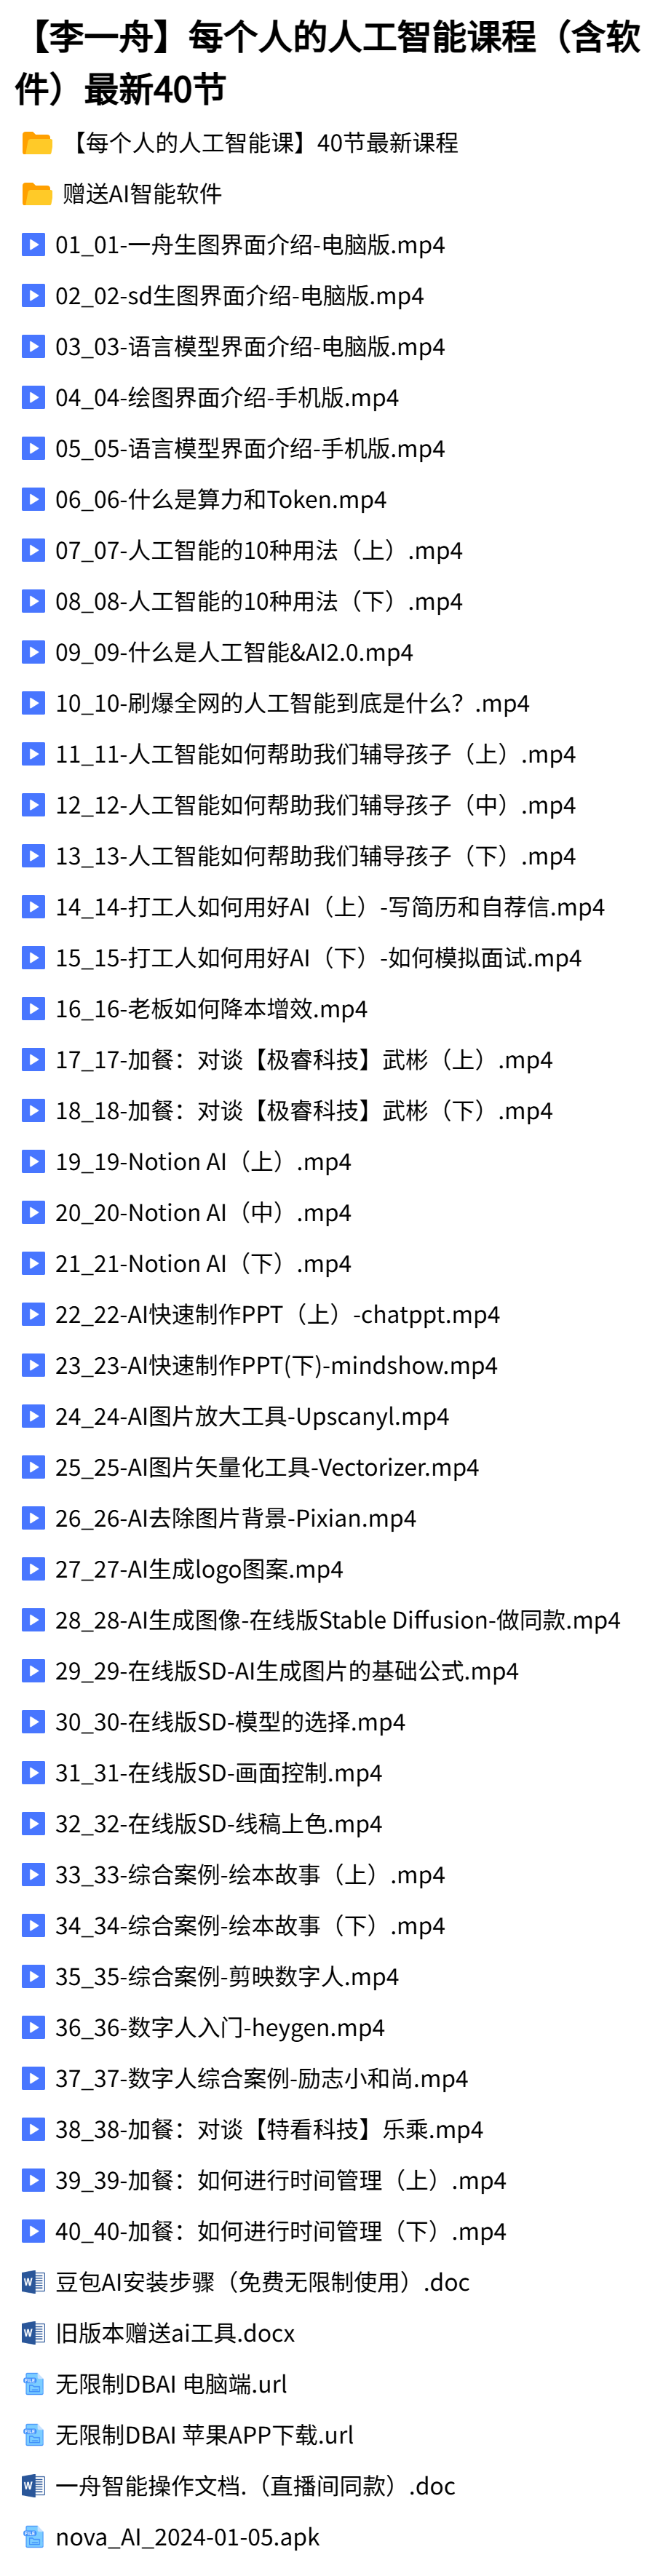 【李一舟】每个人的人工智能课程（含软
件）最新40节
【每个人的人工智能课】40节最新课程
赠送AI智能软件
01_01-一舟生图界面介绍-电脑版.mp4
02_02-sd生图界面介绍-电脑版.mp4
03_03-语言模型界面介绍-电脑版.mp4
04_04-绘图界面介绍-手机版.mp4
05_05-语言模型界面介绍-手机版.mp4
06_06-什么是算力和Token.mp4
07_07-人工智能的10种用法（上）.mp4
08_08-人工智能的10种用法（下）.mp4
09_09-什么是人工智能&AI2.0.mp4
10_10-刷爆全网的人工智能到底是什么？.mp4
11_11-人工智能如何帮助我们辅导孩子（上）.mp4
12_12-人工智能如何帮助我们辅导孩子（中）.mp4
13_13-人工智能如何帮助我们辅导孩子（下）.mp4
14_14-打工人如何用好AI（上）-写简历和自荐信.mp4
15_15-打工人如何用好AI（下）-如何模拟面试.mp4
16_16-老板如何降本增效.mp4
17_17-加餐：对谈【极睿科技】武彬（上）.mp4
18_18-加餐：对谈【极睿科技】武彬（下）.mp4
19_19-Notion AI（上）.mp4
20_20-Notion AI（中）.mp4
21_21-Notion AI（下）.mp4
22_22-AI快速制作PPT（上）-chatppt.mp4
23_23-AI快速制作PPT(下)-mindshow.mp4
24_24-AI图片放大工具-Upscanyl.mp4
25_25-AI图片矢量化工具-Vectorizer.mp4
26_26-AI去除图片背景-Pixian.mp4
27_27-AI生成logo图案.mp4
28_28-AI生成图像-在线版Stable Diffusion-做同款.mp4
29_29-在线版SD-AI生成图片的基础公式.mp4
30_30-在线版SD-模型的选择.mp4
31_31-在线版SD-画面控制.mp4
32_32-在线版SD-线稿上色.mp4
33_33-综合案例-绘本故事（上）.mp4
34_34-综合案例-绘本故事（下）.mp4
35_35-综合案例-剪映数字人.mp4
36_36-数字人入门-heygen.mp4
37_37-数字人综合案例-励志小和尚.mp4
38_38-加餐：对谈【特看科技】乐乘.mp4
39_39-加餐：如何进行时间管理（上）.mp4
40_40-加餐：如何进行时间管理（下）.mp4
豆包AI安装步骤（免费无限制使用）.doc
旧版本赠送ai工具.docx
无限制DBAI 电脑端.url
无限制DBAI 苹果APP下载.url
一舟智能操作文档.（直播间同款）.doc
nova_AI_2024-01-05.apk